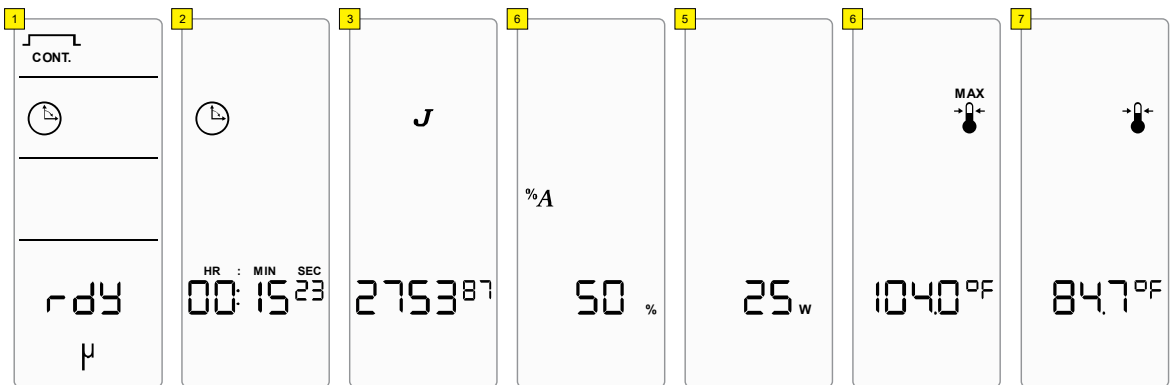 1
CONT.
rdy
µ
2
HR : MIN SEC
00:15 23
3
J
2753 87
6
%A
50 %
5
25 W
6
MAX
104.0 °F
7
84.7 °F